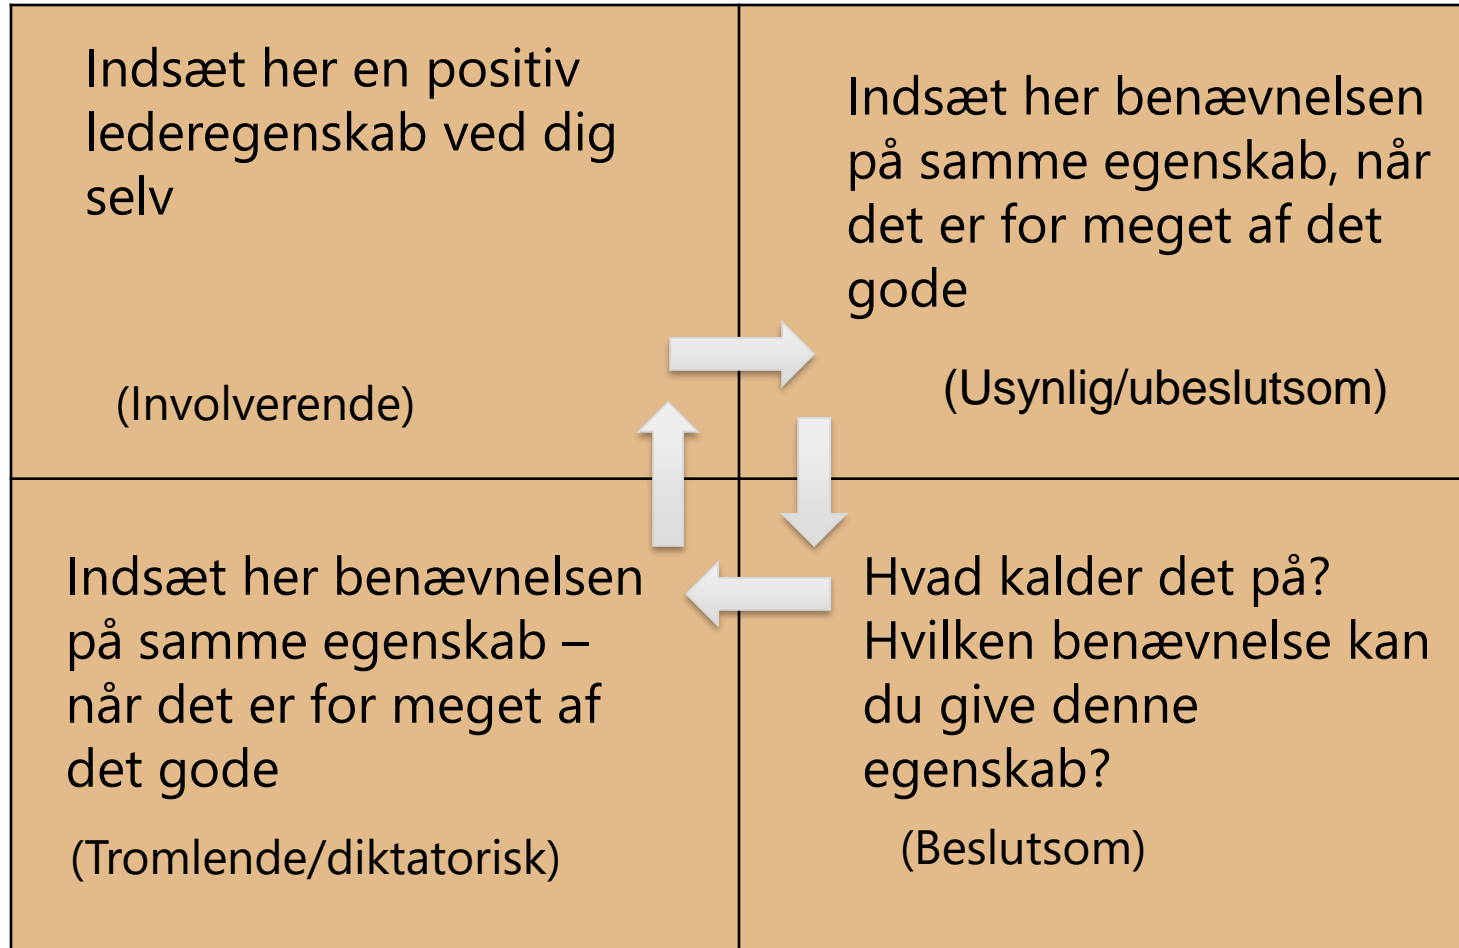 Indsæt her en positiv
lederegenskab ved dig
selv
(Involverende)
Indsæt her benævnelsen
på samme egenskab, når
det er for meget af det
gode
(Usynlig/ubeslutsom)
Indsæt her benævnelsen
på samme egenskab –
når det er for meget af
det gode
(Tromlende/diktatorisk)
Hvad kalder det på?
Hvilken benævnelse kan
du give denne
egenskab?
(Beslutsom)